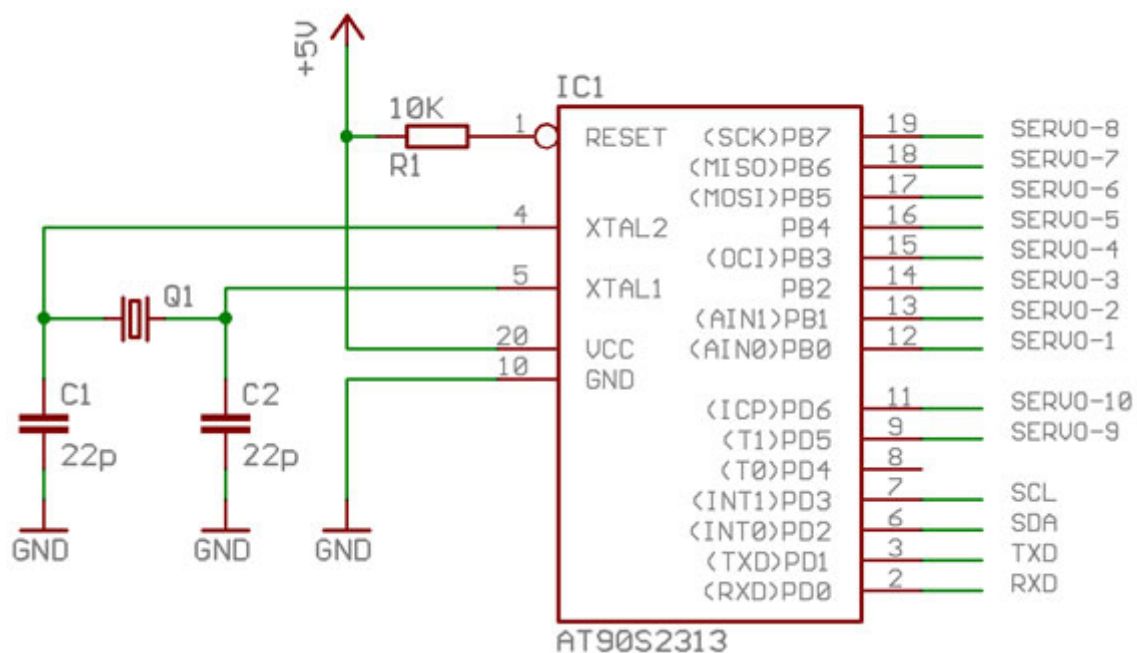 +5V
IC1
10K
R1
1
RESET
(SCK)PB7
19
SERVO-8
(MISO)PB6
18
SERVO-7
(MOSI)PB5
17
SERVO-6
4
XTAL2
PB4
16
SERVO-5
(OCI)PB3
15
SERVO-4
Q1
5
XTAL1
PB2
14
SERVO-3
(AIN1)PB1
13
SERVO-2
20
VCC
(AIN0)PB0
12
SERVO-1
10
GND
C1
22p
C2
22p
(ICP)PD6
11
SERVO-10
(T1)PD5
9
SERVO-9
(T0)PD4
8
(INT1)PD3
7
SCL
(INT0)PD2
6
SDA
(TXD)PD1
3
TXD
(RXD)PD0
2
RXD
GND
GND
GND
AT90S2313